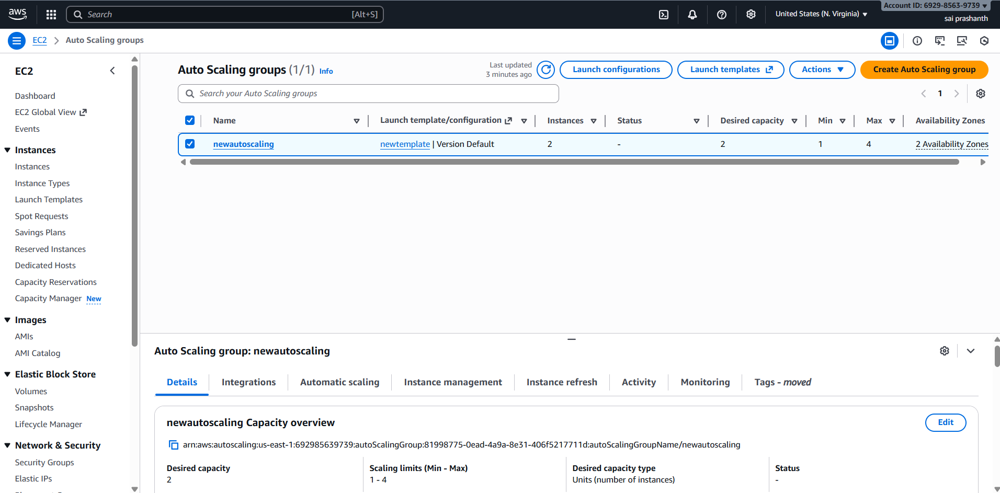 aws
Search
[Alt+S]
United States (N. Virginia)
Account ID: 6929-8563-9739
sai prashanth
EC2
Auto Scaling groups
EC2
Dashboard
EC2 Global View
Events
Instances
Instances
Instance Types
Launch Templates
Spot Requests
Savings Plans
Reserved Instances
Dedicated Hosts
Capacity Reservations
Capacity Manager New
Images
AMIs
AMI Catalog
Elastic Block Store
Volumes
Snapshots
Lifecycle Manager
Network & Security
Security Groups
Elastic IPs
Auto Scaling groups (1/1) Info
Last updated
3 minutes ago
Launch configurations
Launch templates
Actions
Create Auto Scaling group
Search your Auto Scaling groups
1
Name Launch template/configuration Instances Status Desired capacity Min Max Availability Zones
newautoscaling newtemplate | Version Default 2 - 2 1 4 2 Availability Zones
Auto Scaling group: newautoscaling
Details Integrations Automatic scaling Instance management Instance refresh Activity Monitoring Tags - moved
newautoscaling Capacity overview
Edit
arn:aws:autoscaling:us-east-1:692985639739:autoScalingGroup:81998775-0ead-4a9a-8e31-406f5217711d:autoScalingGroupName/newautoscaling
Desired capacity
2
Scaling limits (Min - Max)
1 - 4
Desired capacity type
Units (number of instances)
Status
-